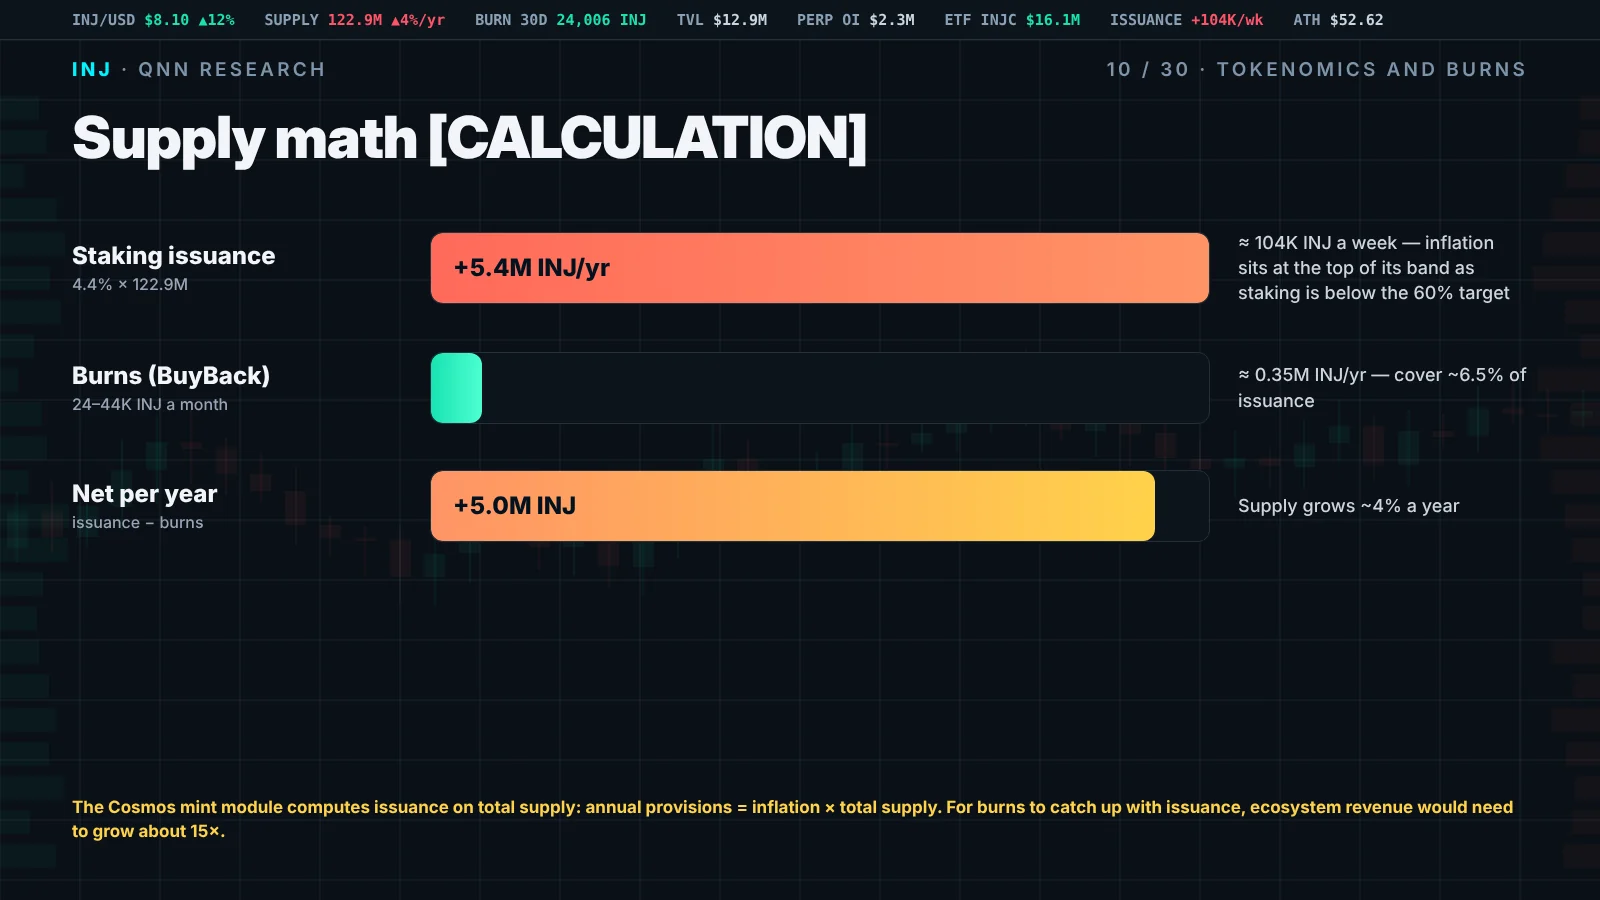 INJ/USD $8.10 ▲12% SUPPLY 122.9M ▲4%/yr BURN 30D 24,006 INJ TVL $12.9M PERP OI $2.3M ETF INJC $16.1M ISSUANCE +104K/wk ATH $52.62
INJ · QNN RESEARCH
10 / 30 · TOKENOMICS AND BURNS
Supply math [CALCULATION]
Staking issuance
4.4% × 122.9M
+5.4M INJ/yr
≈ 104K INJ a week — inflation
sits at the top of its band as
staking is below the 60% target
Burns (BuyBack)
24–44K INJ a month
≈ 0.35M INJ/yr — cover ~6.5% of
issuance
Net per year
issuance − burns
+5.0M INJ
Supply grows ~4% a year
The Cosmos mint module computes issuance on total supply: annual provisions = inflation × total supply. For burns to catch up with issuance, ecosystem revenue would need
to grow about 15×.